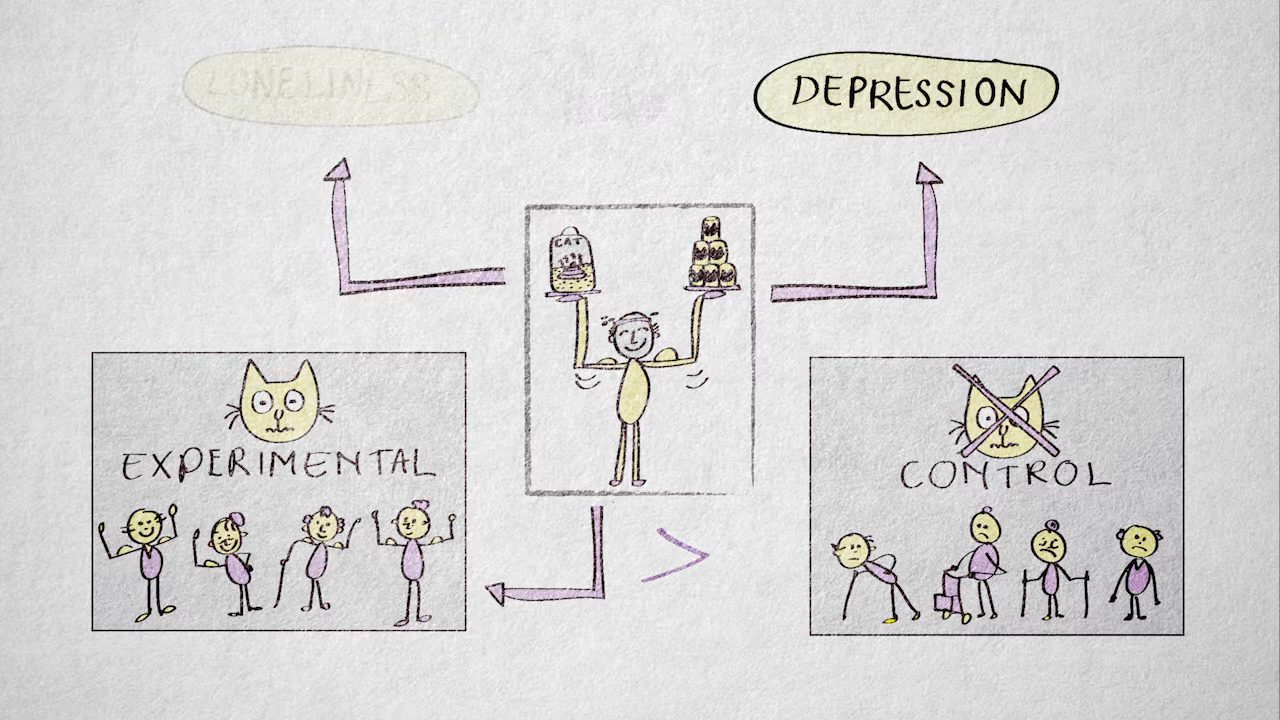 LONELINESS
DEPRESSION
CAT
EXPERIMENTAL
CONTROL